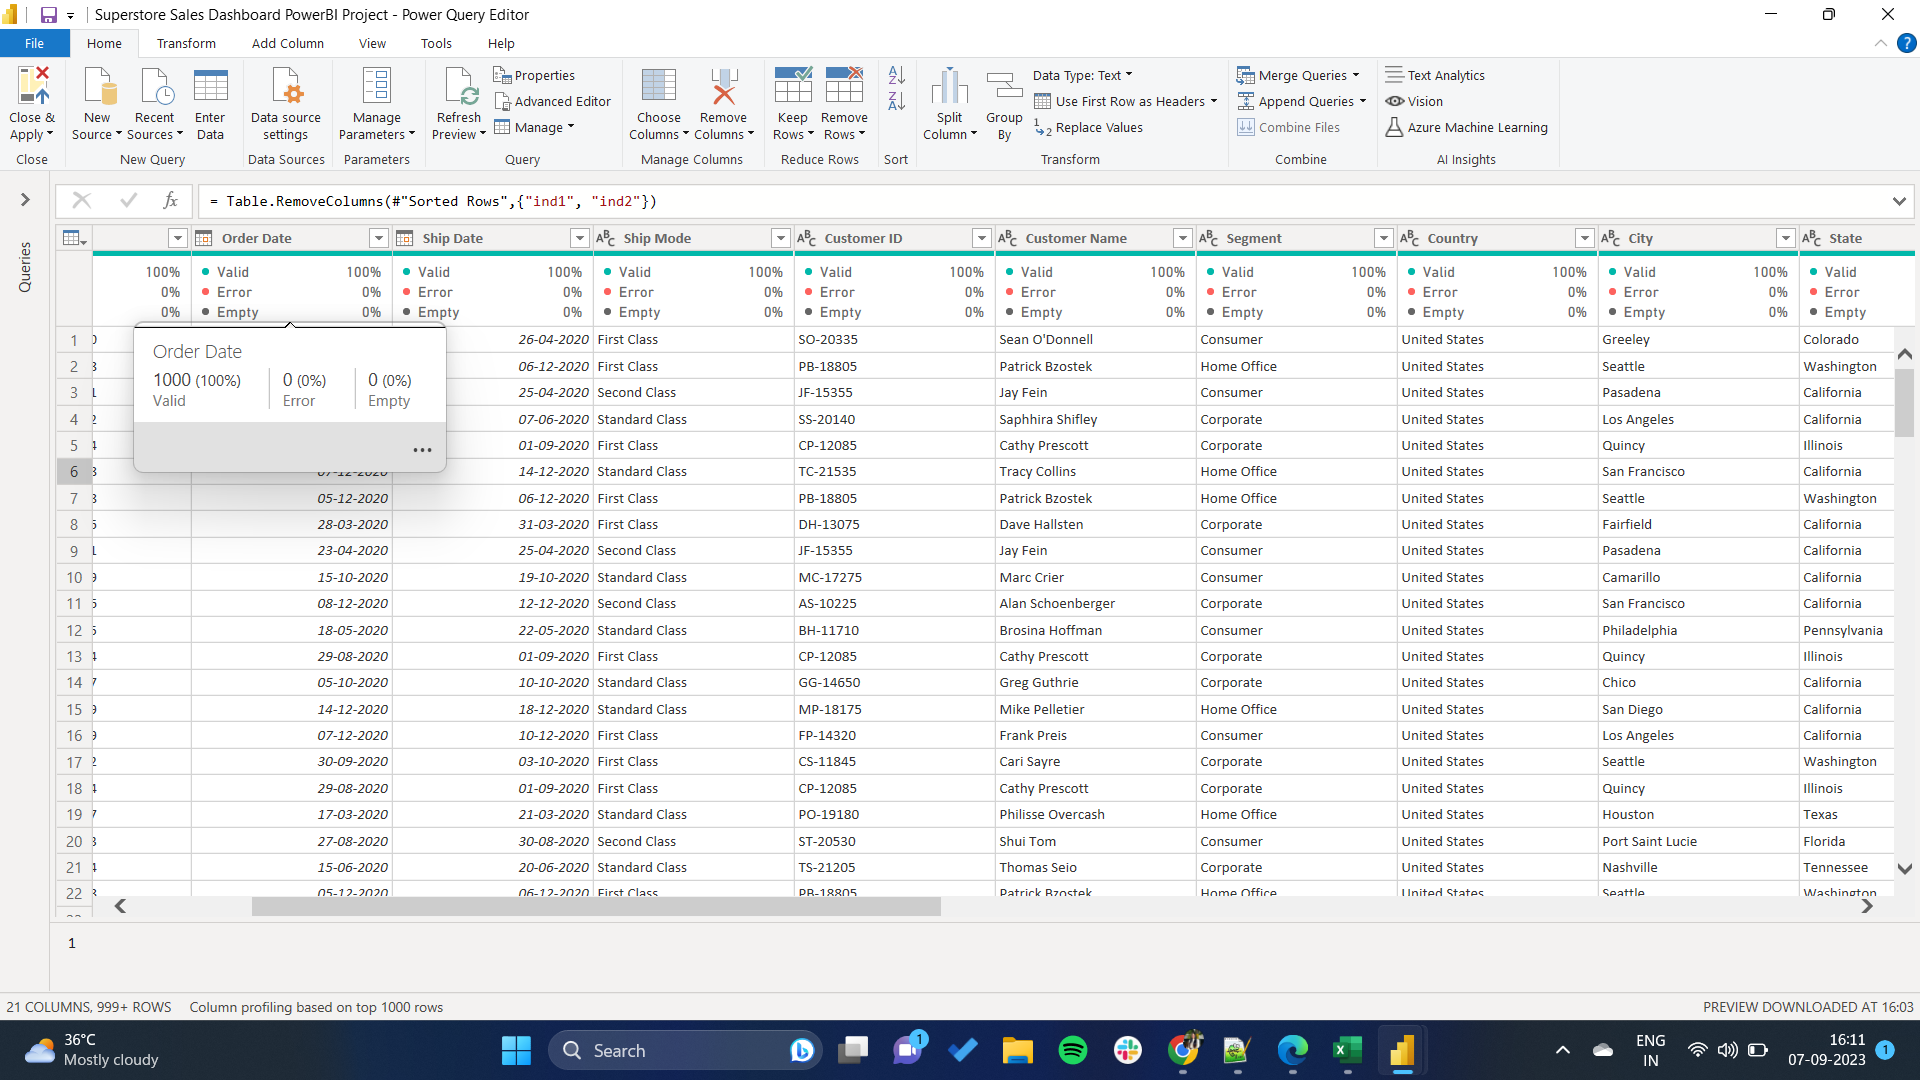 Superstore Sales Dashboard PowerBI Project - Power Query Editor
File Home Transform Add Column View Tools Help
Close & Apply
New Source
Recent Sources
Enter Data
Data source settings
Manage Parameters
Refresh Preview
Properties
Advanced Editor
Manage
Choose Columns
Remove Columns
Keep Rows
Remove Rows
A Z
Z A
Split Column
Group By
Data Type: Text
Use First Row as Headers
1 2 Replace Values
Merge Queries
Append Queries
Combine Files
Text Analytics
Vision
Azure Machine Learning
Close New Query Data Sources Parameters Query Manage Columns Reduce Rows Sort Transform Combine AI Insights
Queries
fx = Table.RemoveColumns(#"Sorted Rows",{"ind1", "ind2"})
Order Date Ship Date ABC Ship Mode ABC Customer ID ABC Customer Name ABC Segment ABC Country ABC City ABC State
100% Valid 100% Valid 100% Valid 100% Valid 100% Valid 100% Valid 100% Valid 100% Valid 100% Valid
0% Error 0% Error 0% Error 0% Error 0% Error 0% Error 0% Error 0% Error 0% Error
0% Empty 0% Empty 0% Empty 0% Empty 0% Empty 0% Empty 0% Empty 0% Empty 0% Empty
Order Date
1000 (100%) 0 (0%) 0 (0%)
Valid Error Empty
...
1 26-04-2020 First Class SO-20335 Sean O'Donnell Consumer United States Greeley Colorado
2 06-12-2020 First Class PB-18805 Patrick Bzostek Home Office United States Seattle Washington
3 25-04-2020 Second Class JF-15355 Jay Fein Consumer United States Pasadena California
4 07-06-2020 Standard Class SS-20140 Saphhira Shifley Corporate United States Los Angeles California
5 01-09-2020 First Class CP-12085 Cathy Prescott Corporate United States Quincy Illinois
6 07-12-2020 14-12-2020 Standard Class TC-21535 Tracy Collins Home Office United States San Francisco California
7 05-12-2020 06-12-2020 First Class PB-18805 Patrick Bzostek Home Office United States Seattle Washington
8 28-03-2020 31-03-2020 First Class DH-13075 Dave Hallsten Corporate United States Fairfield California
9 23-04-2020 25-04-2020 Second Class JF-15355 Jay Fein Consumer United States Pasadena California
10 15-10-2020 19-10-2020 Standard Class MC-17275 Marc Crier Consumer United States Camarillo California
11 08-12-2020 12-12-2020 Second Class AS-10225 Alan Schoenberger Corporate United States San Francisco California
12 18-05-2020 22-05-2020 Standard Class BH-11710 Brosina Hoffman Consumer United States Philadelphia Pennsylvania
13 29-08-2020 01-09-2020 First Class CP-12085 Cathy Prescott Corporate United States Quincy Illinois
14 05-10-2020 10-10-2020 Standard Class GG-14650 Greg Guthrie Corporate United States Chico California
15 14-12-2020 18-12-2020 Standard Class MP-18175 Mike Pelletier Home Office United States San Diego California
16 07-12-2020 10-12-2020 First Class FP-14320 Frank Preis Consumer United States Los Angeles California
17 30-09-2020 03-10-2020 First Class CS-11845 Cari Sayre Corporate United States Seattle Washington
18 29-08-2020 01-09-2020 First Class CP-12085 Cathy Prescott Corporate United States Quincy Illinois
19 17-03-2020 21-03-2020 Standard Class PO-19180 Philisse Overcash Home Office United States Houston Texas
20 27-08-2020 30-08-2020 Second Class ST-20530 Shui Tom Consumer United States Port Saint Lucie Florida
21 15-06-2020 20-06-2020 Standard Class TS-21205 Thomas Seio Corporate United States Nashville Tennessee
22 05-12-2020 06-12-2020 First Class PB-18805 Patrick Bzostek Home Office United States Seattle Washington
1
21 COLUMNS, 999+ ROWS Column profiling based on top 1000 rows PREVIEW DOWNLOADED AT 16:03
36°C
Mostly cloudy
Search
1
ENG
IN
16:11
07-09-2023
1